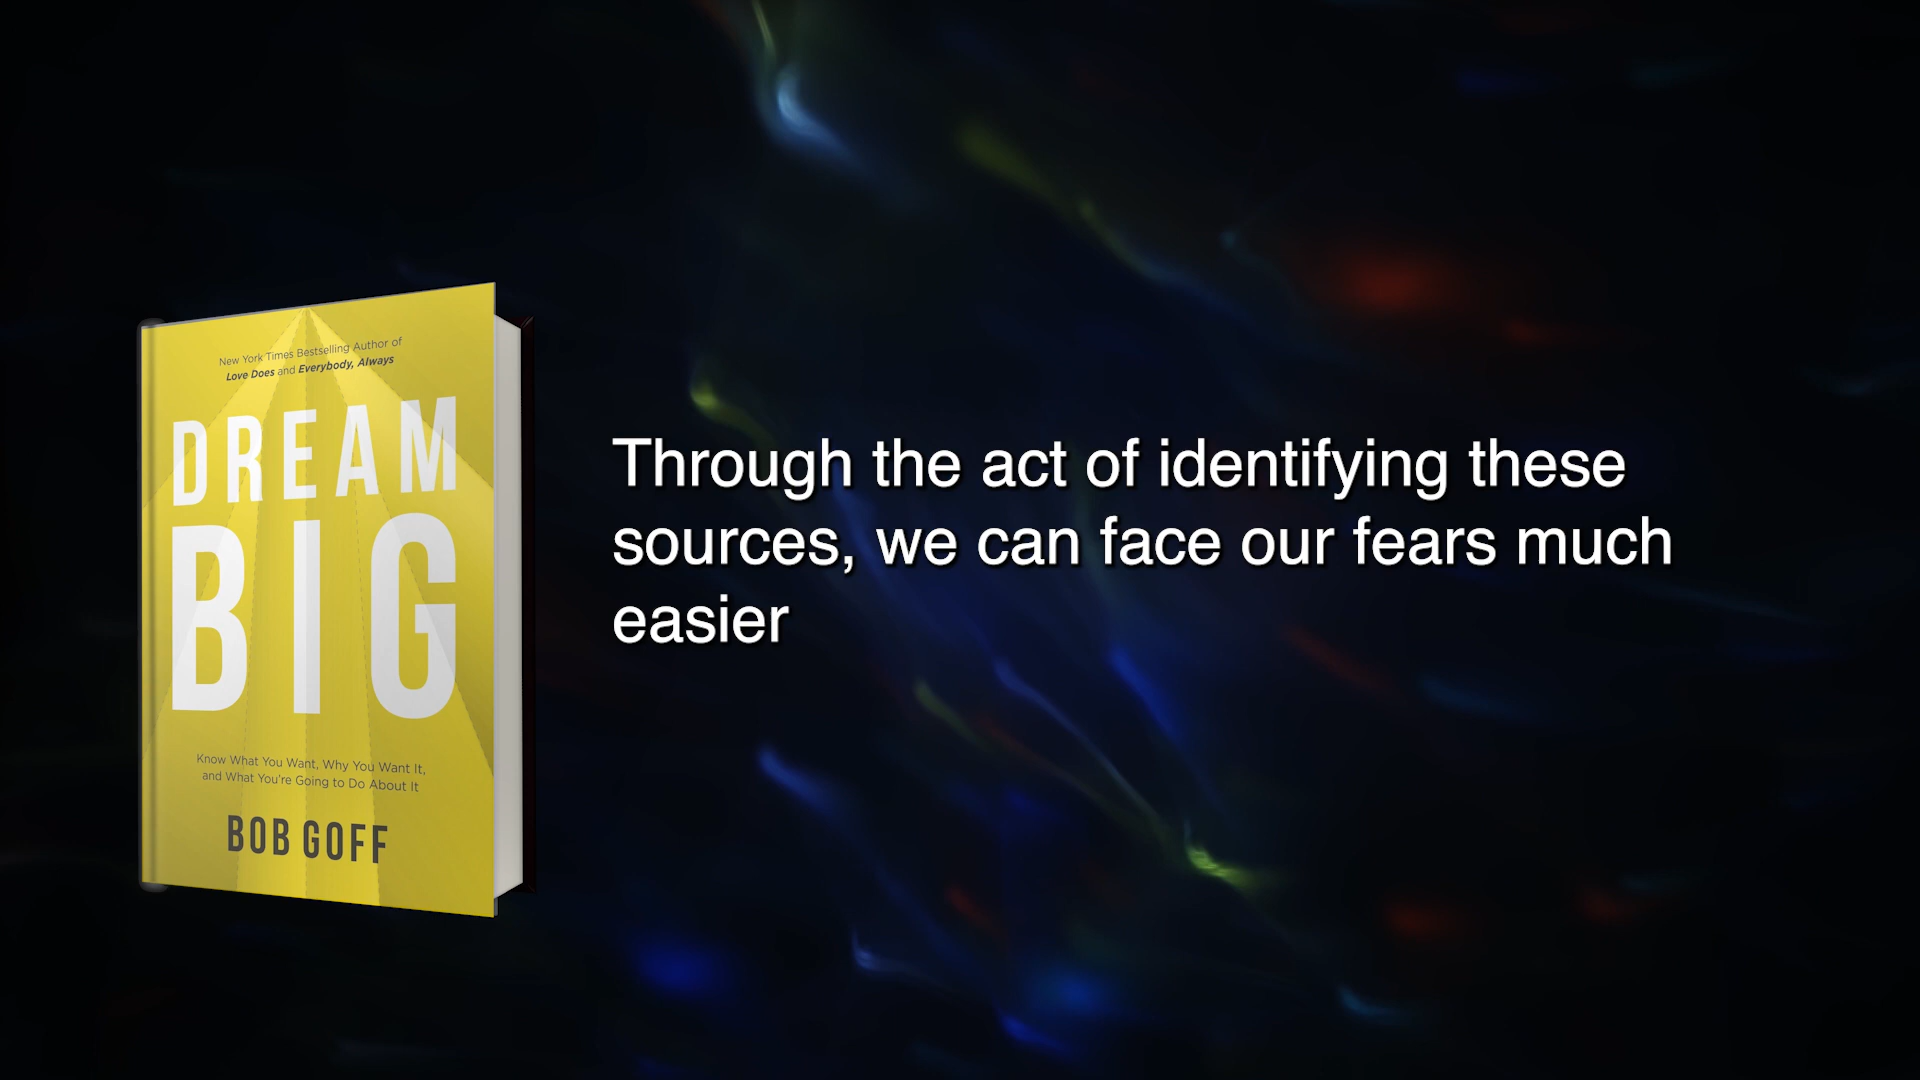 New York Times Bestselling Author of
Love Does and Everybody, Always
DREAM
BIG
Know What You Want, Why You Want It,
and What You're Going to Do About It
BOB GOFF
Through the act of identifying these
sources, we can face our fears much
easier